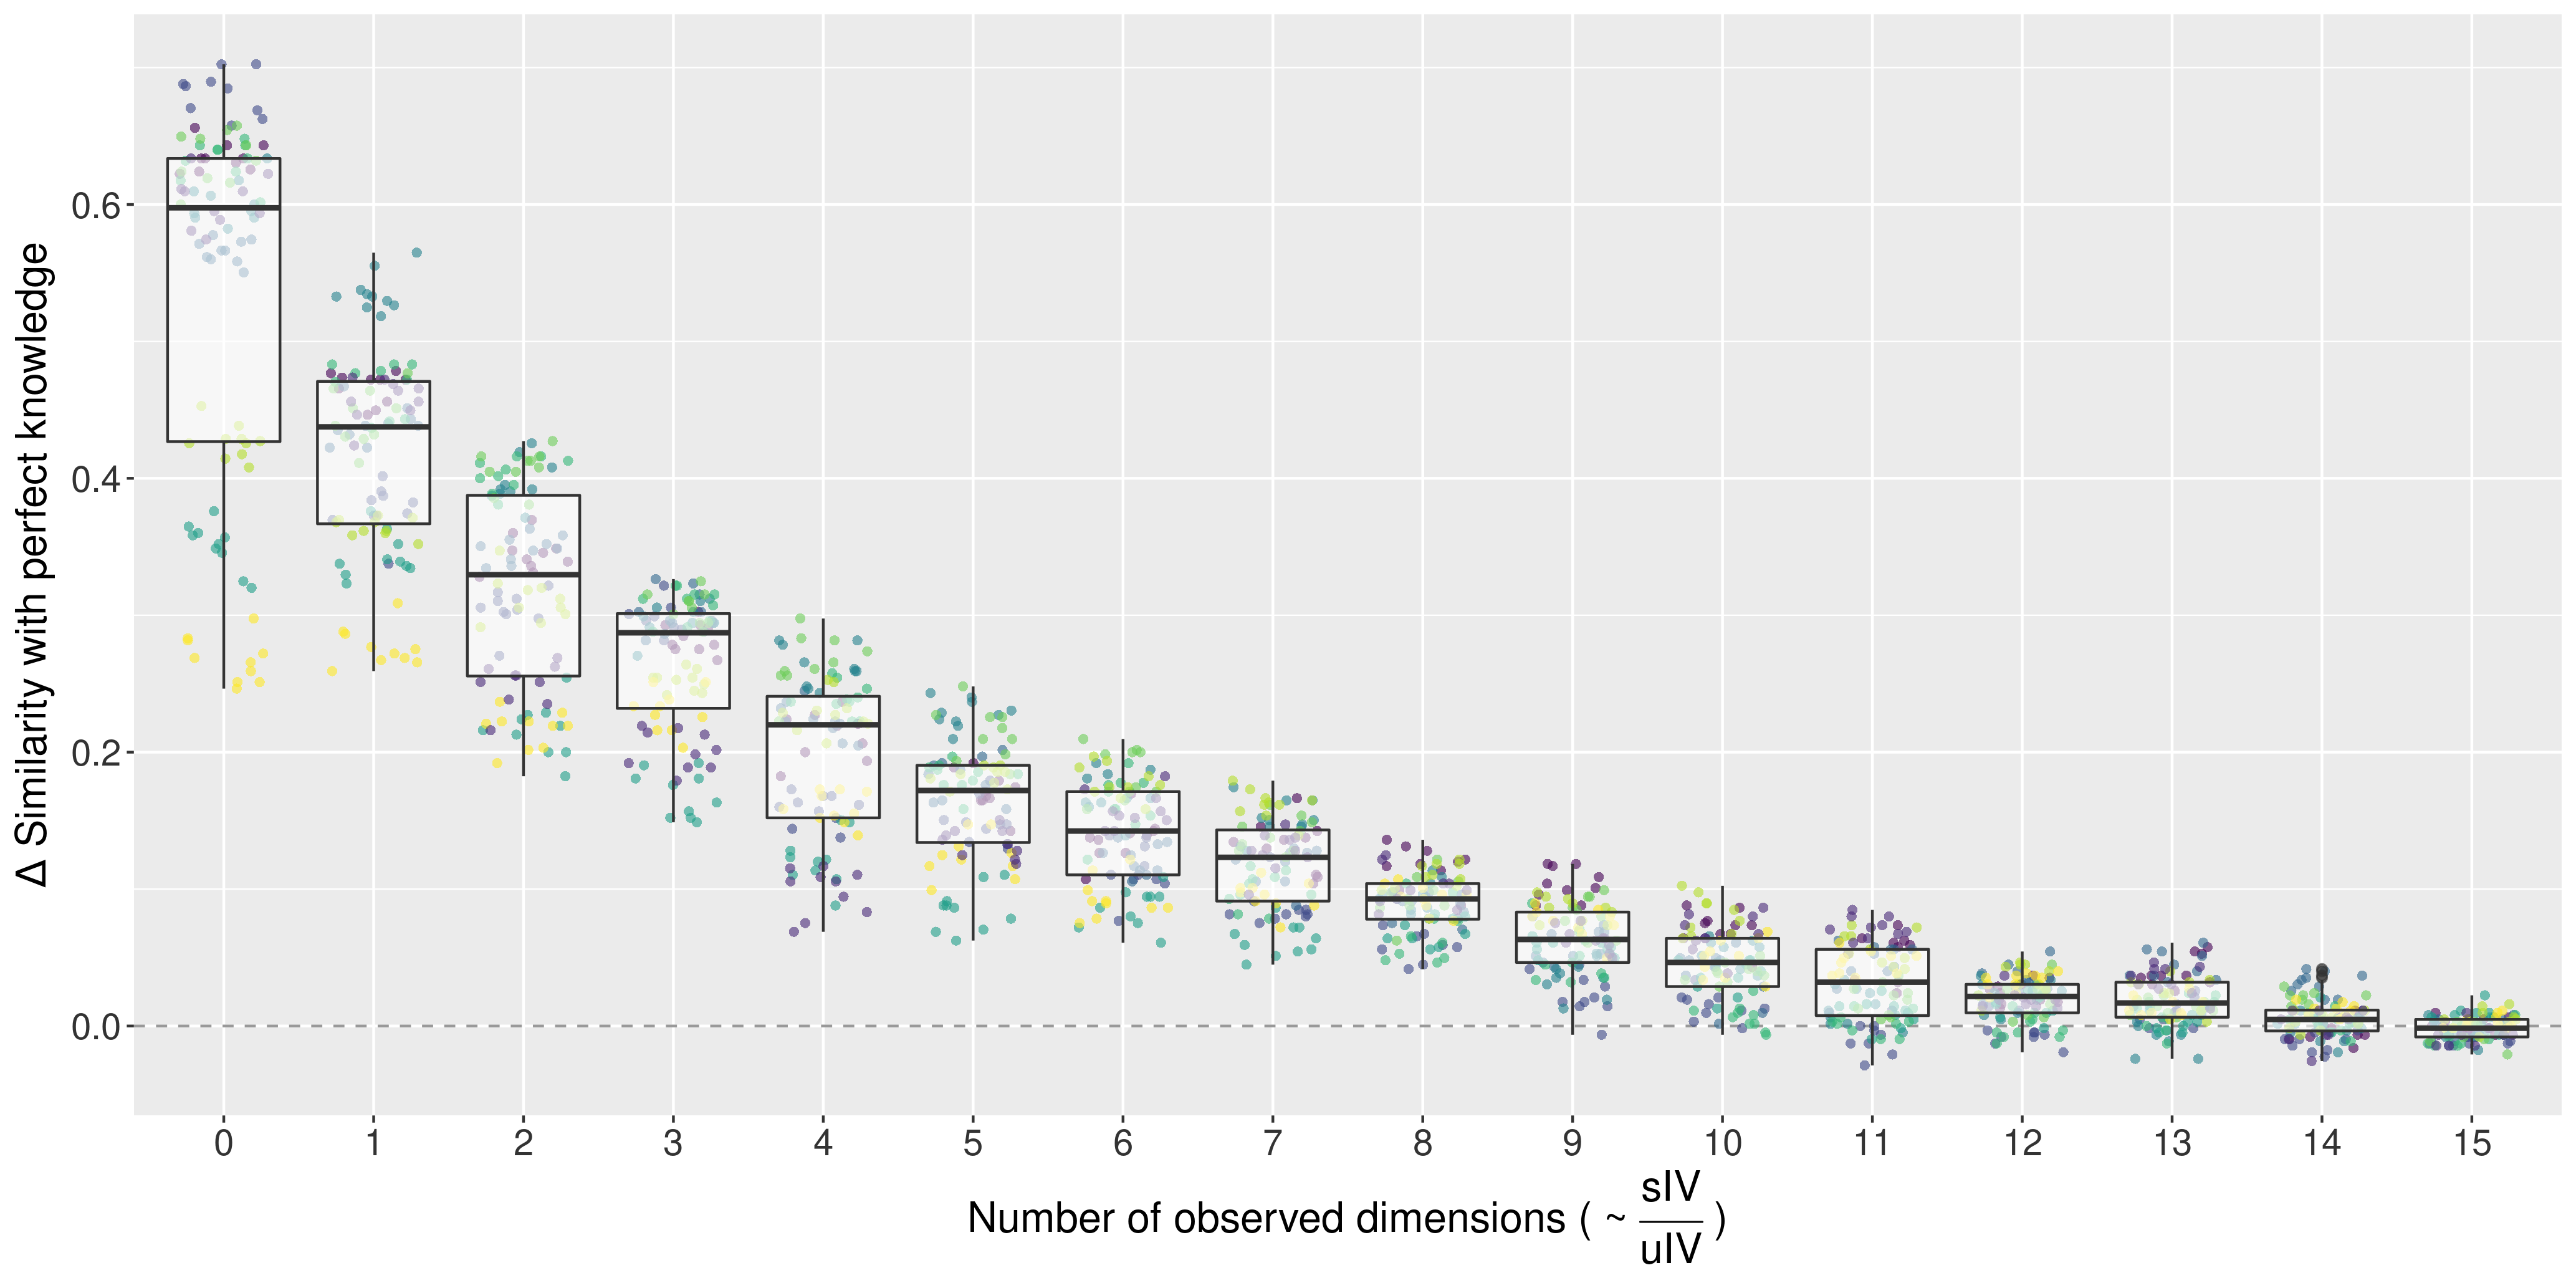 Δ Similarity with perfect knowledge
0.6
0.4
0.2
0.0
0 1 2 3 4 5 6 7 8 9 10 11 12 13 14 15
Number of observed dimensions ( ~ sIV
uIV )